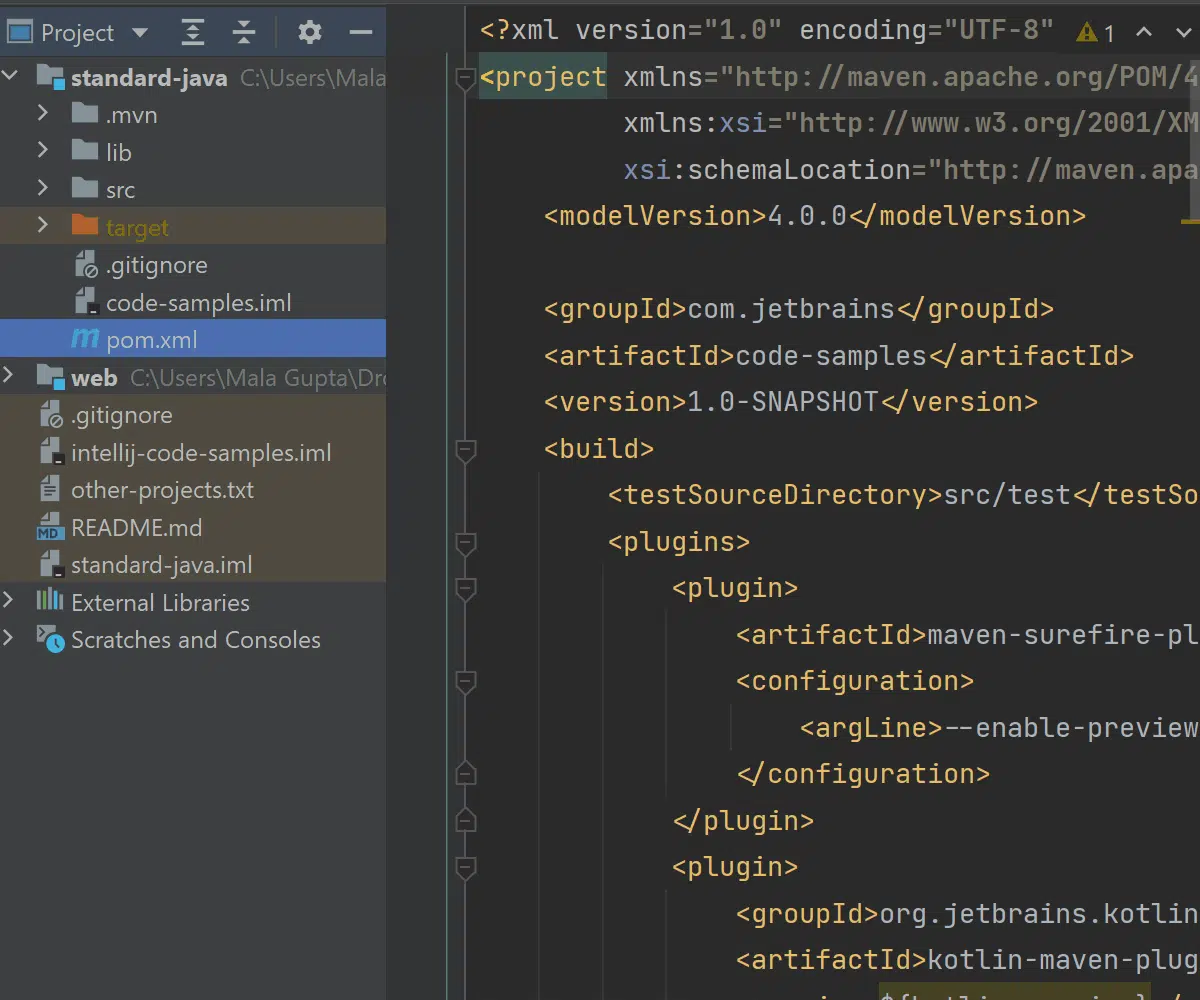 Project
standard-java C:\Users\Mala
.mvn
lib
src
target
.gitignore
code-samples.iml
m pom.xml
web C:\Users\Mala Gupta\Dro
.gitignore
intellij-code-samples.iml
other-projects.txt
MD README.md
standard-java.iml
External Libraries
Scratches and Consoles
<?xml version="1.0" encoding="UTF-8" 1
<project xmlns="http://maven.apache.org/POM/4
xmlns:xsi="http://www.w3.org/2001/XM
xsi:schemaLocation="http://maven.apa
<modelVersion>4.0.0</modelVersion>
<groupId>com.jetbrains</groupId>
<artifactId>code-samples</artifactId>
<version>1.0-SNAPSHOT</version>
<build>
<testSourceDirectory>src/test</testSo
<plugins>
<plugin>
<artifactId>maven-surefire-pl
<configuration>
<argLine>--enable-preview
</configuration>
</plugin>
<plugin>
<groupId>org.jetbrains.kotlin
<artifactId>kotlin-maven-plug